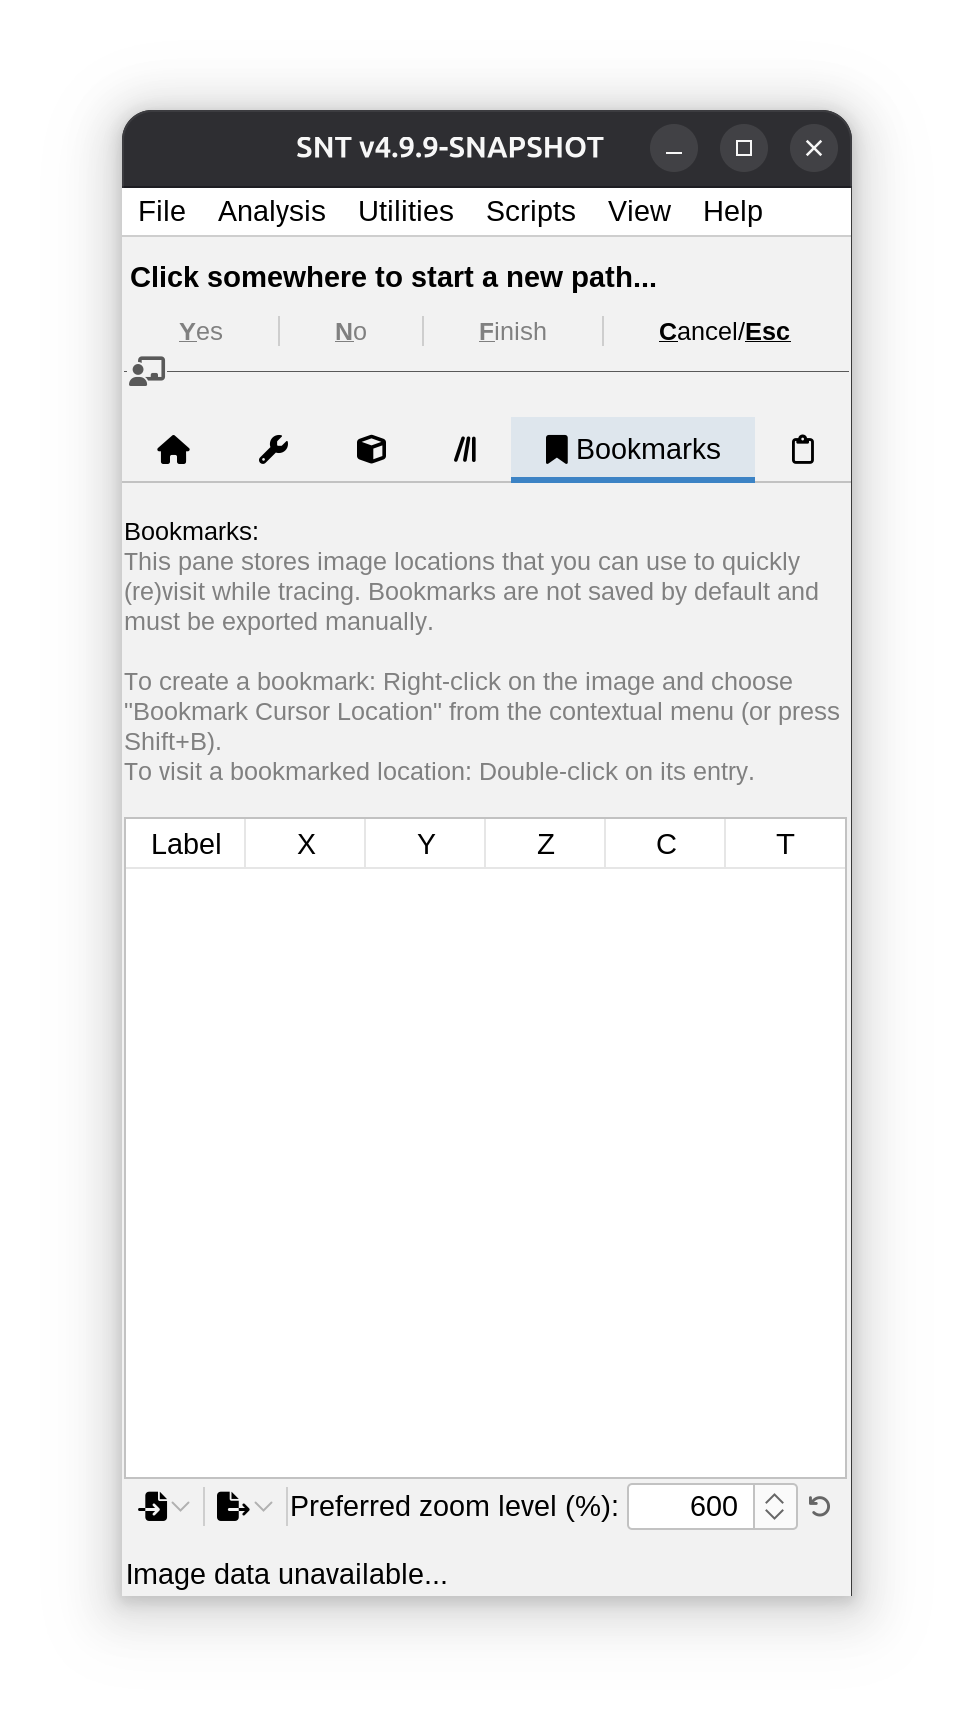 SNT v4.9.9-SNAPSHOT
File Analysis Utilities Scripts View Help
Click somewhere to start a new path...
Yes No Finish Cancel/Esc
Bookmarks
Bookmarks:
This pane stores image locations that you can use to quickly
(re)visit while tracing. Bookmarks are not saved by default and
must be exported manually.
To create a bookmark: Right-click on the image and choose
"Bookmark Cursor Location" from the contextual menu (or press
Shift+B).
To visit a bookmarked location: Double-click on its entry.
Label X Y Z C T
Preferred zoom level (%): 600
Image data unavailable...